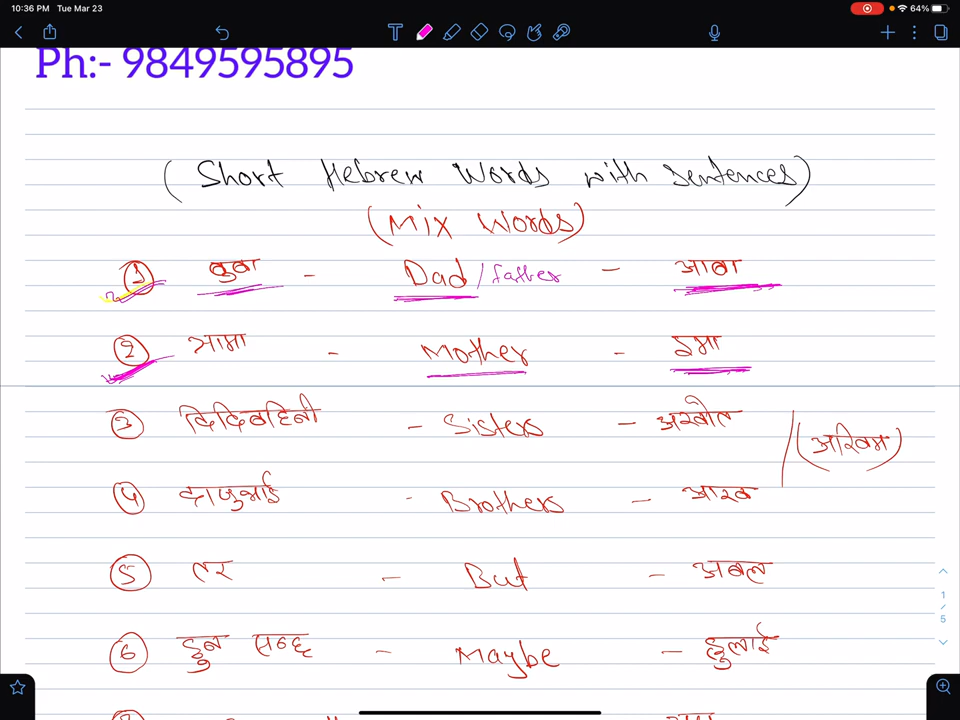 10:36 PM Tue Mar 23 64%
Ph:- 9849595895
(Short Hebrew Words with sentences)
(Mix Words)
1 बुबा - Dad/father - आबा
2 आमा - Mother - इमा
3 दिदिबहिनी - Sisters - अखोत (अखिम)
4 दाजुभाई - Brothers - आख
5 तर - But - अबल
6 हुन सक्छ - Maybe - हुलाई
1
/
5